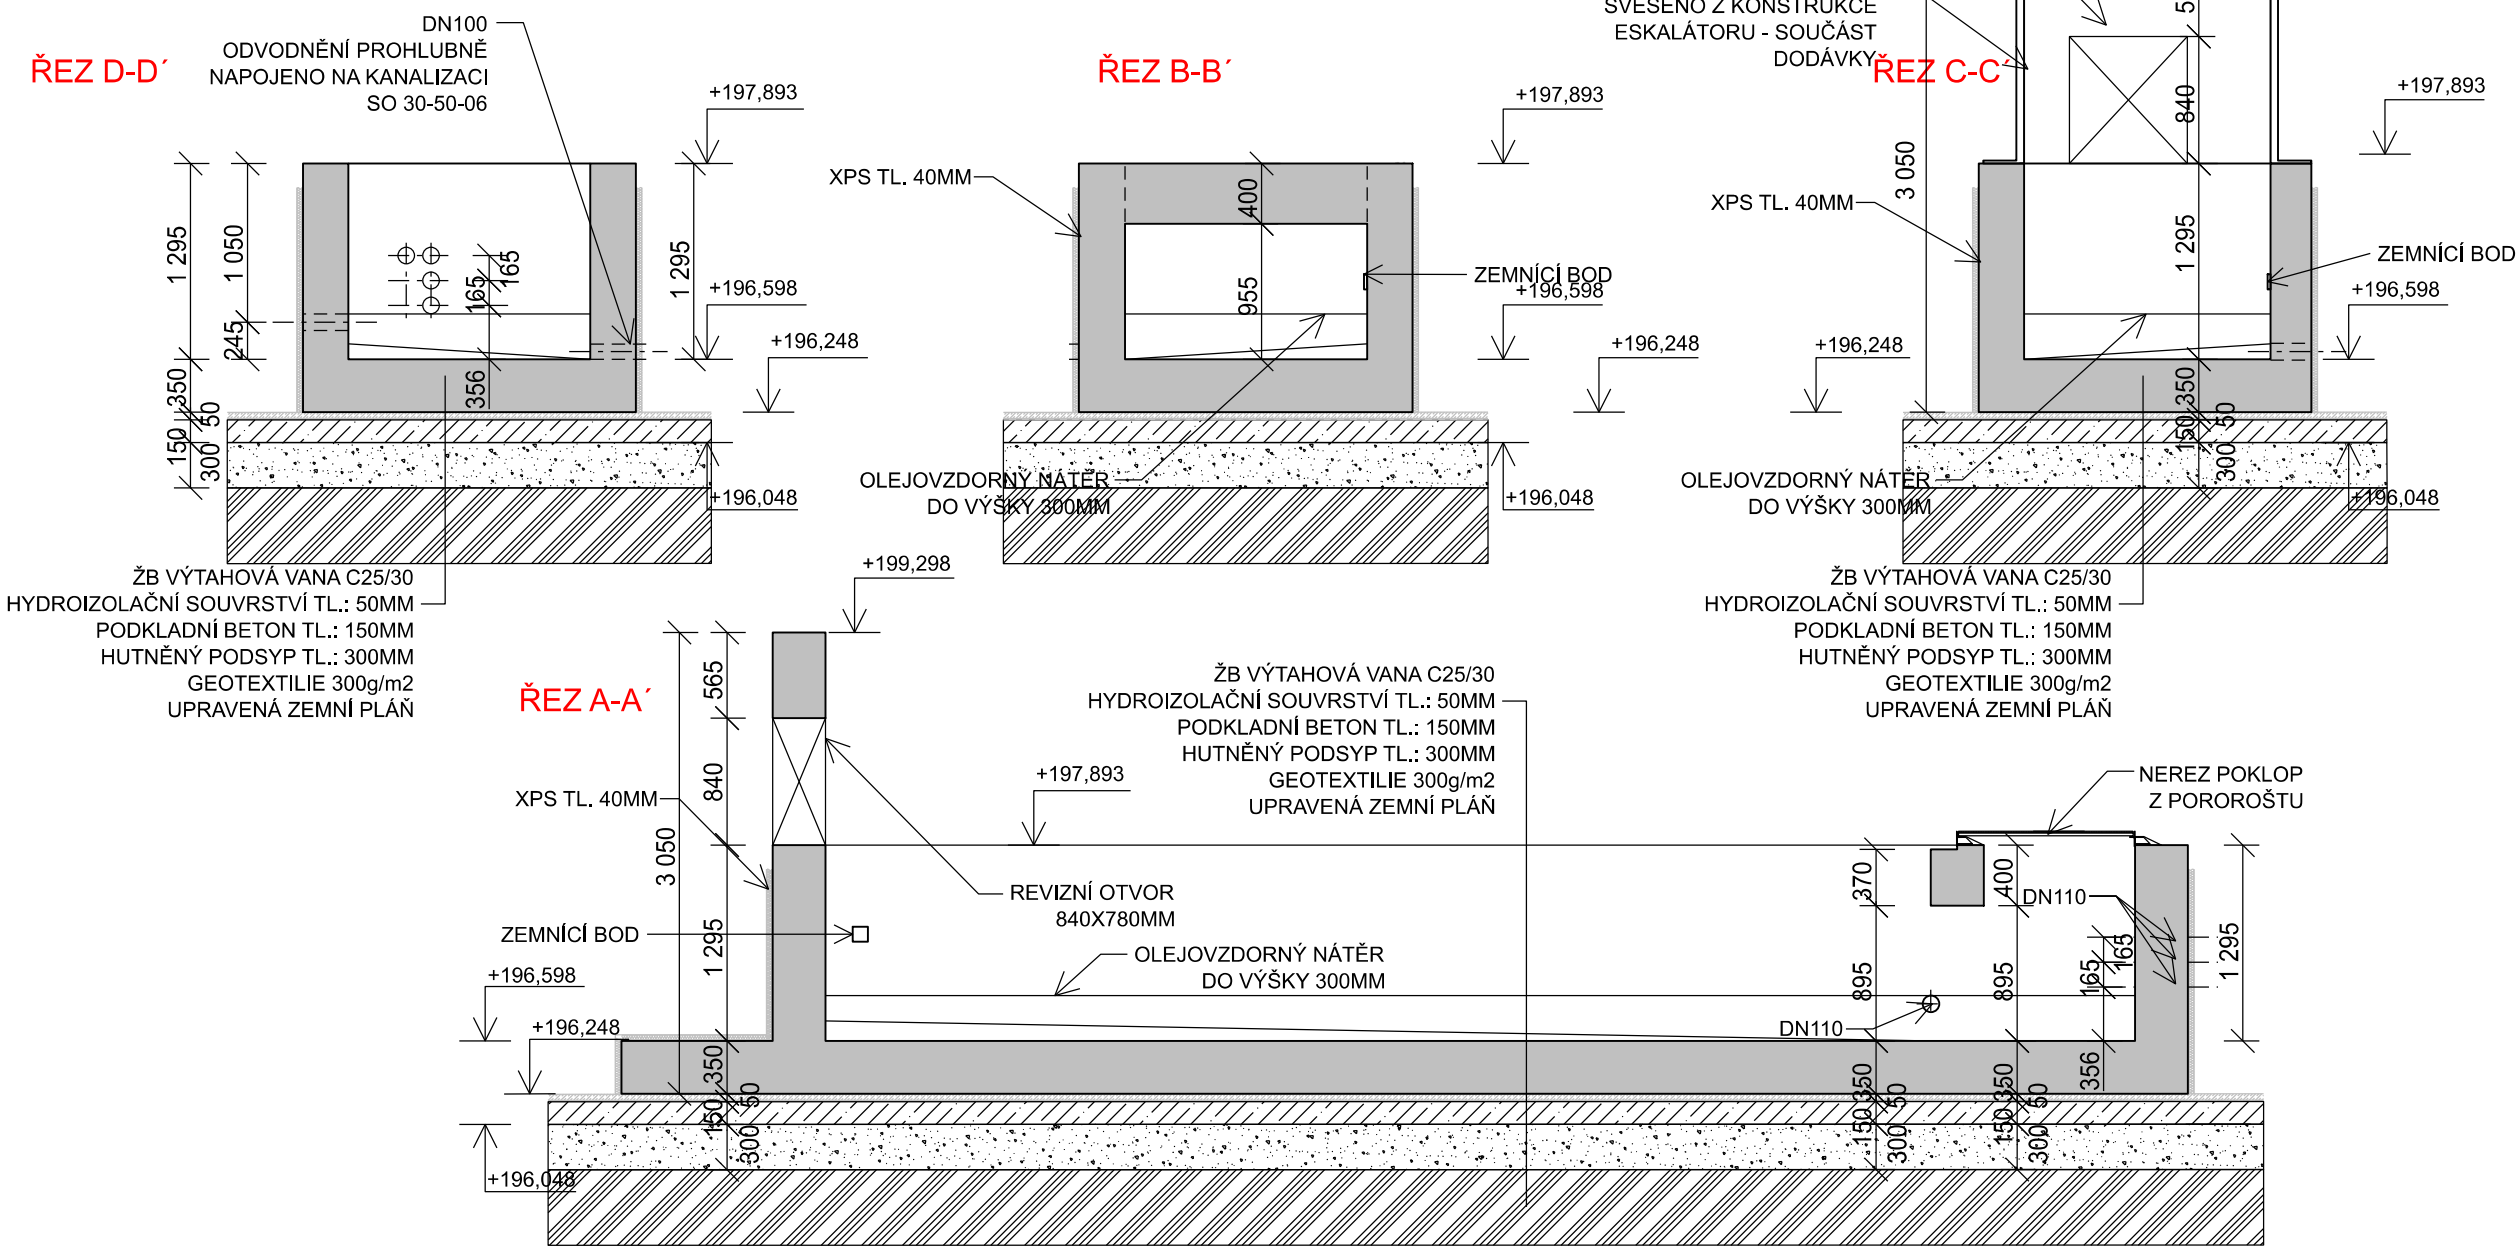 DN100
ODVODNĚNÍ PROHLUBNĚ
NAPOJENO NA KANALIZACI
SO 30-50-06
ŘEZ D-D´
+197,893
1 295
1 050
245
350
50
150
300
165
165
356
1 295
+196,598
+196,248
+196,048
ŽB VÝTAHOVÁ VANA C25/30
HYDROIZOLAČNÍ SOUVRSTVÍ TL.: 50MM
PODKLADNÍ BETON TL.: 150MM
HUTNĚNÝ PODSYP TL.: 300MM
GEOTEXTILIE 300g/m2
UPRAVENÁ ZEMNÍ PLÁŇ
ŘEZ B-B´
+197,893
XPS TL. 40MM
400
955
ZEMNÍCÍ BOD
+196,598
+196,248
OLEJOVZDORNÝ NÁTĚR
DO VÝŠKY 300MM
+196,048
SVĚŠENO Z KONSTRUKCE
ESKALÁTORU - SOUČÁST
DODÁVKY
ŘEZ C-C´
5
840
+197,893
3 050
XPS TL. 40MM
1 295
ZEMNÍCÍ BOD
+196,598
+196,248
350
50
150
300
OLEJOVZDORNÝ NÁTĚR
DO VÝŠKY 300MM
+196,048
ŽB VÝTAHOVÁ VANA C25/30
HYDROIZOLAČNÍ SOUVRSTVÍ TL.: 50MM
PODKLADNÍ BETON TL.: 150MM
HUTNĚNÝ PODSYP TL.: 300MM
GEOTEXTILIE 300g/m2
UPRAVENÁ ZEMNÍ PLÁŇ
ŘEZ A-A´
+199,298
565
840
3 050
1 295
350
50
150
300
XPS TL. 40MM
ZEMNÍCÍ BOD
+196,598
+196,248
+196,048
+197,893
REVIZNÍ OTVOR
840X780MM
OLEJOVZDORNÝ NÁTĚR
DO VÝŠKY 300MM
ŽB VÝTAHOVÁ VANA C25/30
HYDROIZOLAČNÍ SOUVRSTVÍ TL.: 50MM
PODKLADNÍ BETON TL.: 150MM
HUTNĚNÝ PODSYP TL.: 300MM
GEOTEXTILIE 300g/m2
UPRAVENÁ ZEMNÍ PLÁŇ
NEREZ POKLOP
Z POROROŠTU
370
400
DN110
895
895
165
165
1 295
DN110
356
350
50
150
300
350
50
150
300